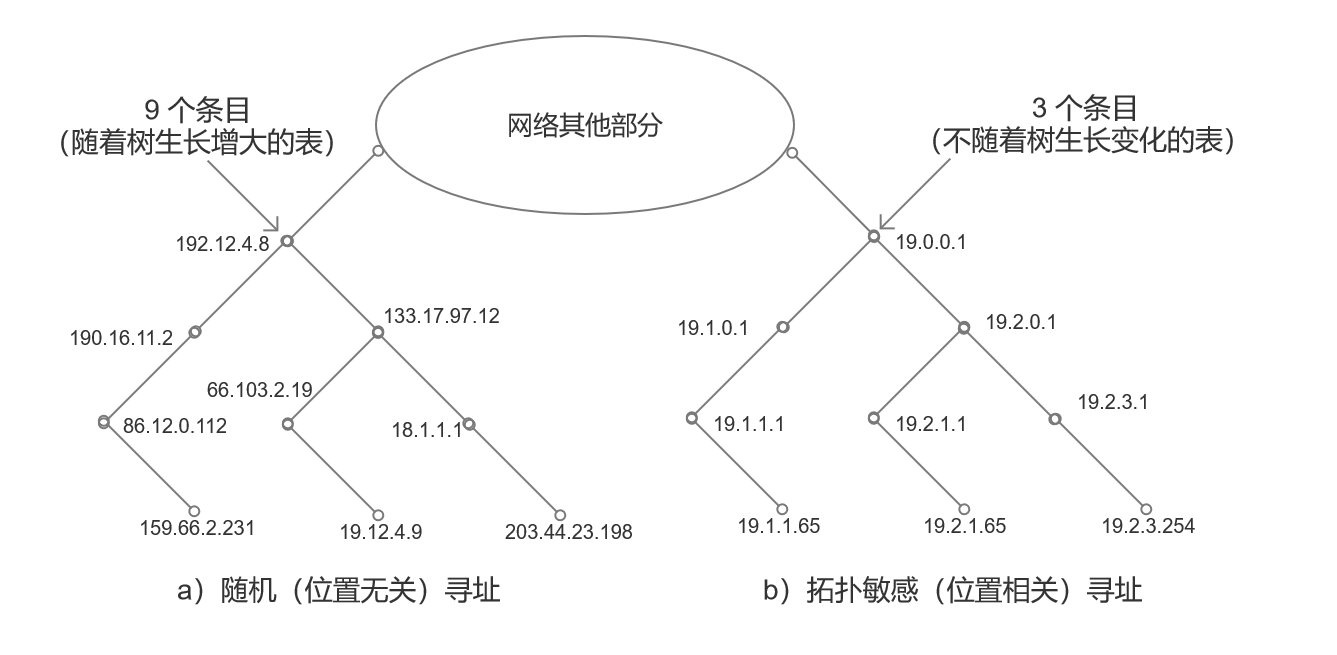 9 个条目
（随着树生长增大的表）
网络其他部分
3 个条目
（不随着树生长变化的表）
192.12.4.8
19.0.0.1
133.17.97.12
190.16.11.2
19.1.0.1
19.2.0.1
66.103.2.19
86.12.0.112
18.1.1.1
19.1.1.1
19.2.1.1
19.2.3.1
159.66.2.231
19.12.4.9
203.44.23.198
19.1.1.65
19.2.1.65
19.2.3.254
a）随机（位置无关）寻址
b）拓扑敏感（位置相关）寻址